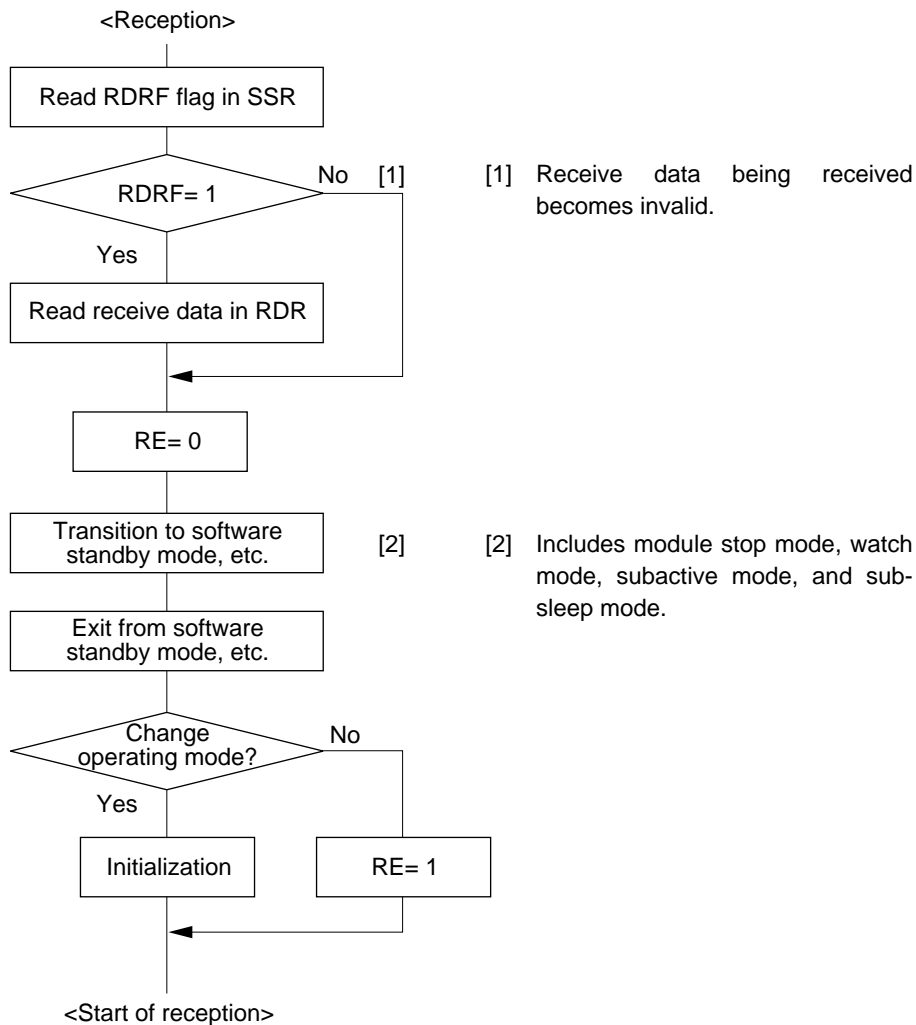 <Reception>
Read RDRF flag in SSR
RDRF= 1
No [1]
[1] Receive data being received
becomes invalid.
Yes
Read receive data in RDR
RE= 0
Transition to software
standby mode, etc.
[2]
[2] Includes module stop mode, watch
mode, subactive mode, and sub-
sleep mode.
Exit from software
standby mode, etc.
Change
operating mode?
No
Yes
Initialization
RE= 1
<Start of reception>